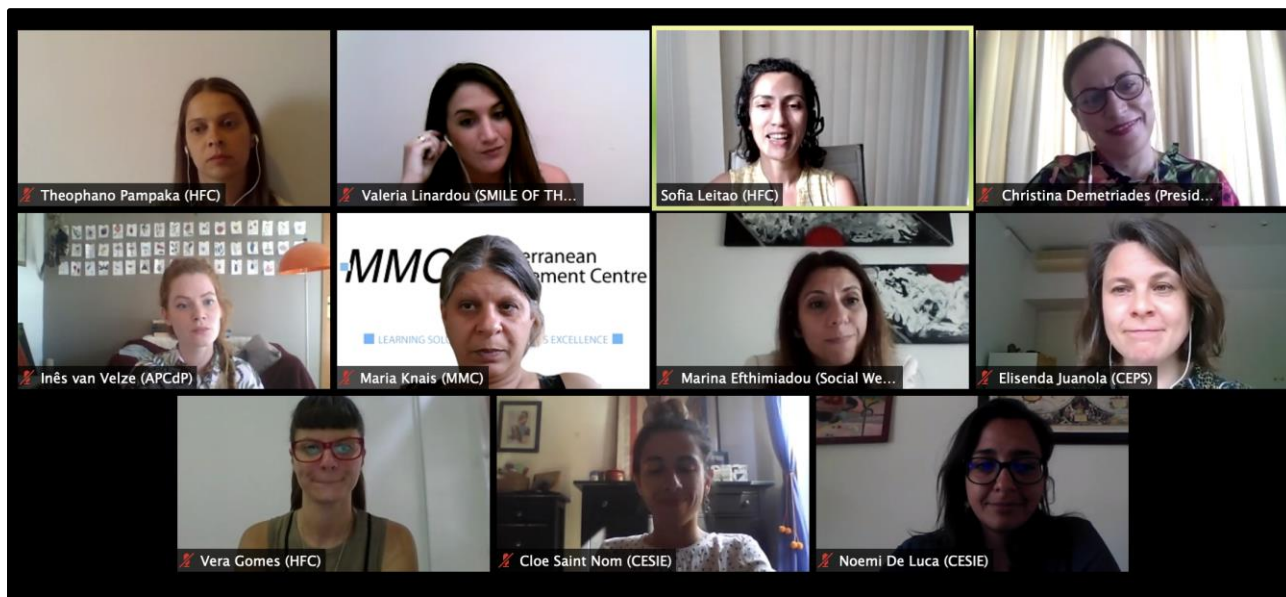 Theophano Pampaka (HFC)
Valeria Linardou (SMILE OF TH...
Sofia Leitao (HFC)
Christina Demetriades (Presid...
MMC
erranean
ement Centre
LEARNING SOL
S EXCELLENCE
Inês van Velze (APCdP)
Maria Knais (MMC)
Marina Efthimiadou (Social We...
Elisenda Juanola (CEPS)
Vera Gomes (HFC)
Cloe Saint Nom (CESIE)
Noemi De Luca (CESIE)